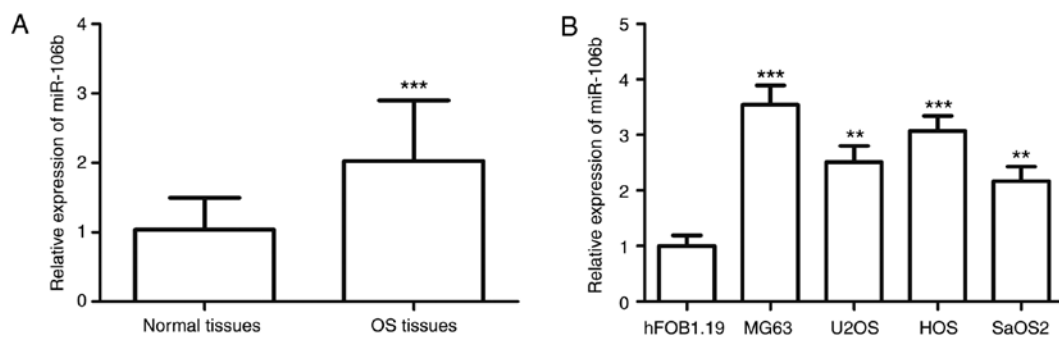 A
Relative expression of miR-106b
4
3
2
1
0
***
Normal tissues
OS tissues
B
Relative expression of miR-106b
5
4
3
2
1
0
***
**
***
**
hFOB1.19
MG63
U2OS
HOS
SaOS2